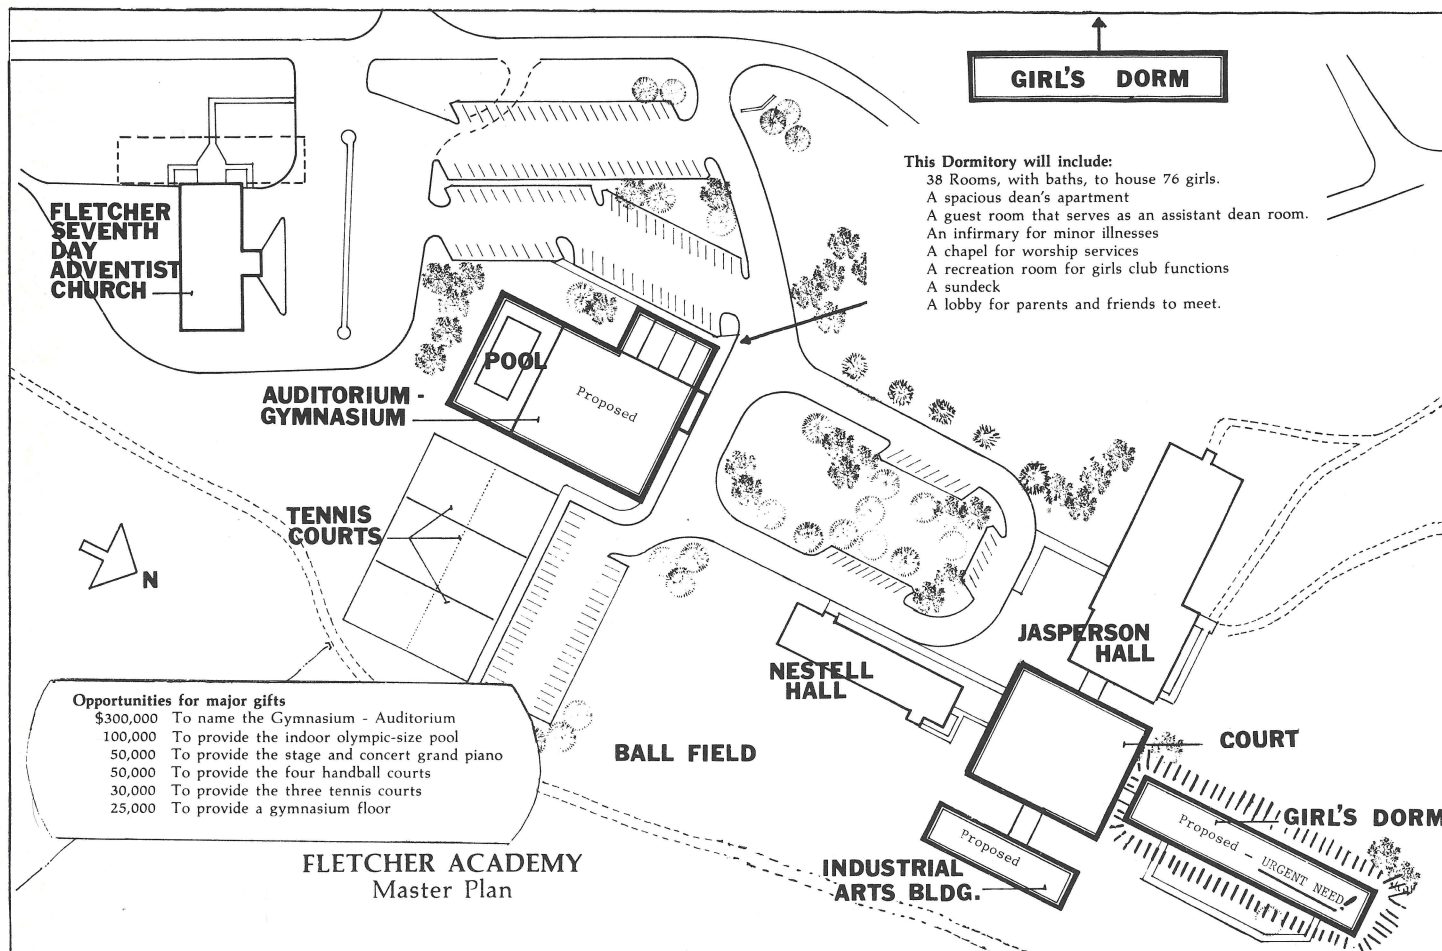 GIRL'S DORM
This Dormitory will include:
38 Rooms, with baths, to house 76 girls.
A spacious dean's apartment
A guest room that serves as an assistant dean room.
An infirmary for minor illnesses
A chapel for worship services
A recreation room for girls club functions
A sundeck
A lobby for parents and friends to meet.
FLETCHER
SEVENTH
DAY
ADVENTIST
CHURCH
POOL
Proposed
AUDITORIUM -
GYMNASIUM
TENNIS
COURTS
N
JASPERSON
HALL
NESTELL
HALL
BALL FIELD
COURT
GIRL'S DORM
Proposed - URGENT NEED!
Proposed
INDUSTRIAL
ARTS BLDG.
Opportunities for major gifts
$300,000 To name the Gymnasium - Auditorium
100,000 To provide the indoor olympic-size pool
50,000 To provide the stage and concert grand piano
50,000 To provide the four handball courts
30,000 To provide the three tennis courts
25,000 To provide a gymnasium floor
FLETCHER ACADEMY
Master Plan